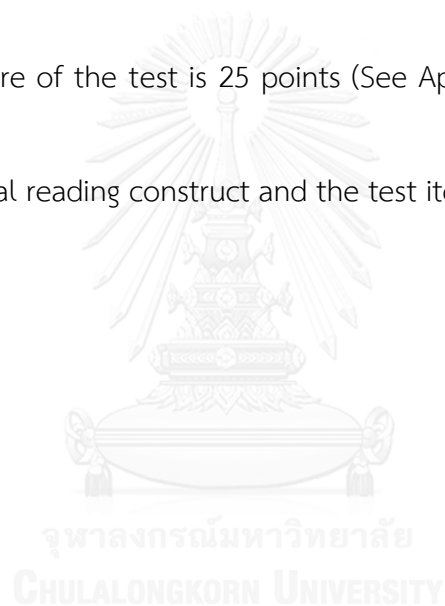 re of the test is 25 points (See Ap
al reading construct and the test it
จุฬาลงกรณ์มหาวิทยาลัย
CHULALONGKORN UNIVERSITY